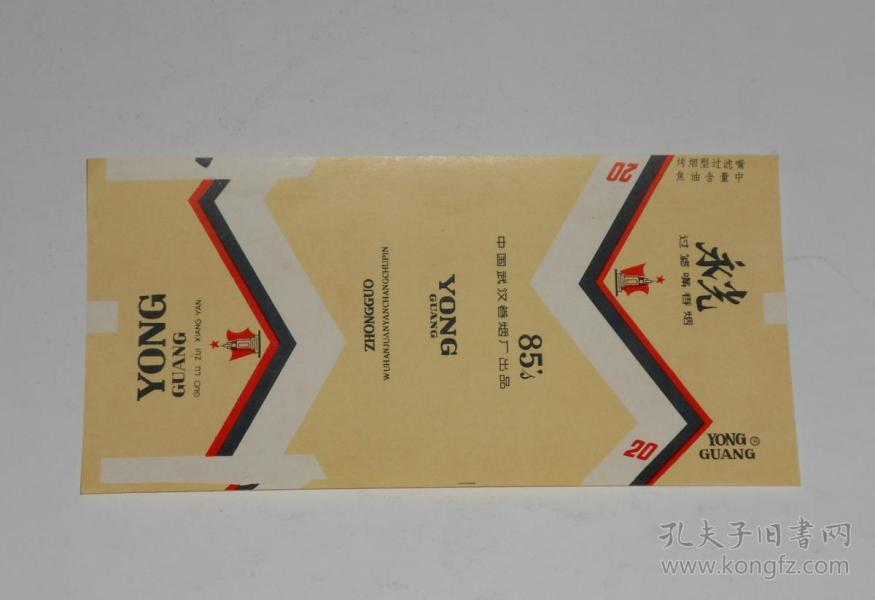 YONG
GUANG
GUO LU ZUI XIANG YAN
ZHONGGUO
WUHANJUANYANCHANGCHUPIN
YONG
GUANG
中国武汉卷烟厂出品
85's
20
20
烤烟型过滤嘴
焦油含量中
永光
过滤嘴香烟
YONG ®
GUANG
孔夫子旧書网
www.kongfz.com